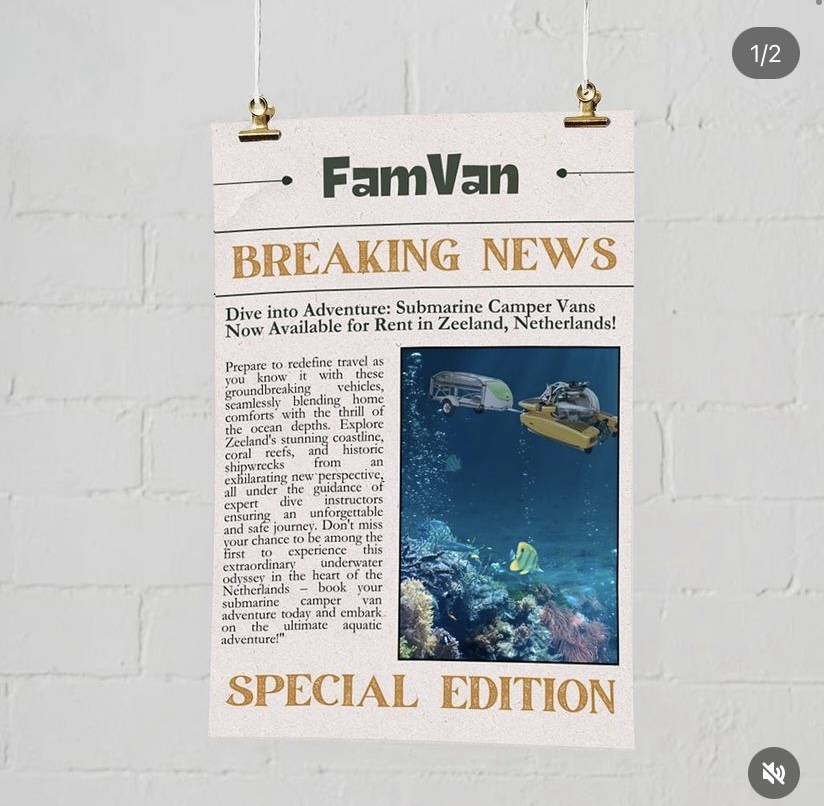 1/2
FamVan
BREAKING NEWS
Dive into Adventure: Submarine Camper Vans
Now Available for Rent in Zeeland, Netherlands!
Prepare to redefine travel as
you know it with these
groundbreaking vehicles,
seamlessly blending home
comforts with the thrill of
the ocean depths. Explore
Zeeland's stunning coastline,
coral reefs, and historic
shipwrecks from an
exhilarating new perspective,
all under the guidance of
expert dive instructors
ensuring an unforgettable
and safe journey. Don't miss
your chance to be among the
first to experience this
extraordinary underwater
odyssey in the heart of the
Netherlands – book your
submarine camper van
adventure today and embark
on the ultimate aquatic
adventure!"
SPECIAL EDITION